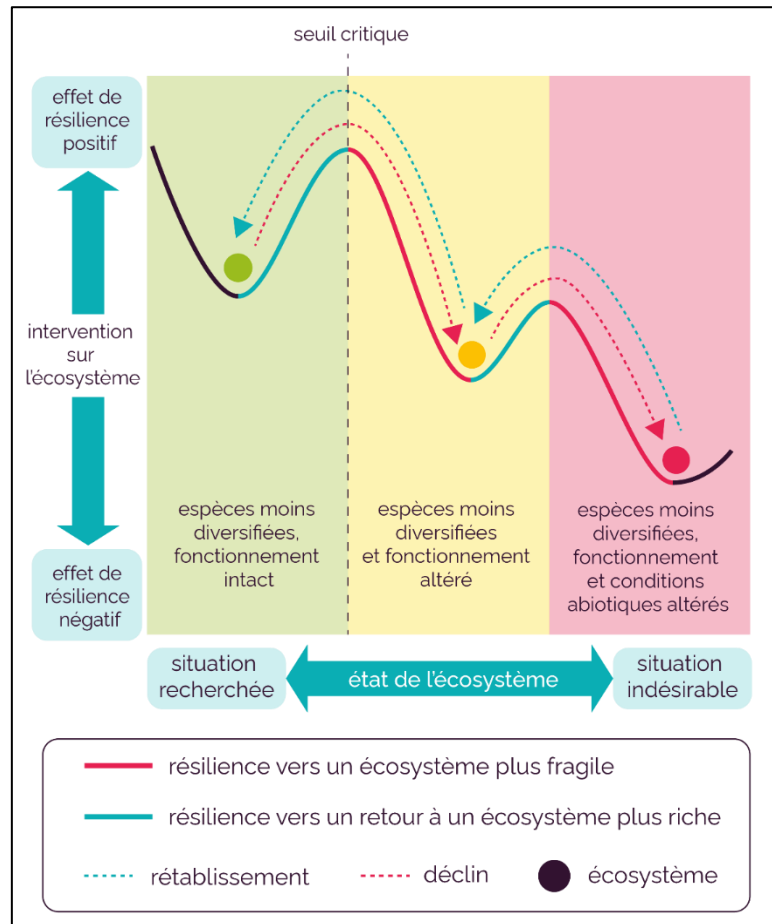 seuil critique
effet de
résilience
positif
intervention
sur
l'écosystème
effet de
résilience
négatif
espèces moins
diversifiées,
fonctionnement
intact
espèces moins
diversifiées
et fonctionnement
altéré
espèces moins
diversifiées,
fonctionnement
et conditions
abiotiques altérés
situation
recherchée
état de l'écosystème
situation
indésirable
résilience vers un écosystème plus fragile
résilience vers un retour à un écosystème plus riche
rétablissement
déclin
écosystème